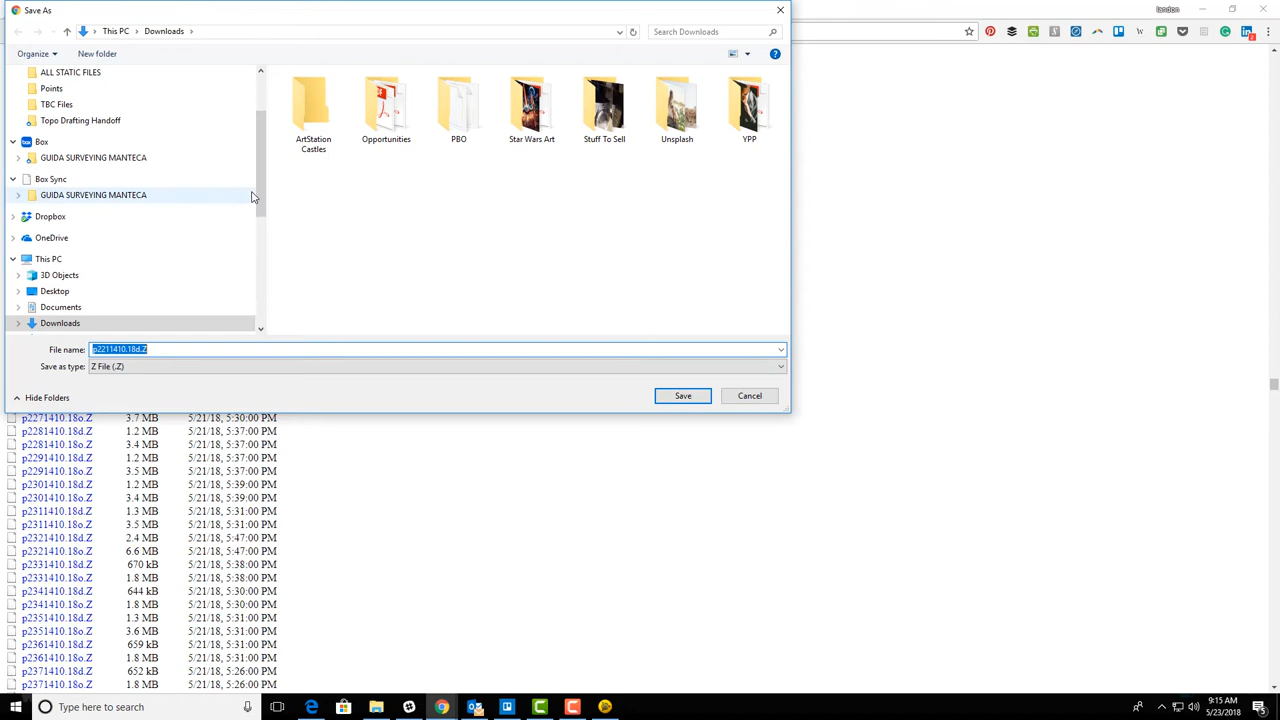 Save As
landon
This PC > Downloads >
Search Downloads
Organize
New folder
ALL STATIC FILES
Points
TBC Files
Topo Drafting Handoff
Box
GUIDA SURVEYING MANTECA
Box Sync
GUIDA SURVEYING MANTECA
Dropbox
OneDrive
This PC
3D Objects
Desktop
Documents
Downloads
ArtStation Castles
Opportunities
PBO
Star Wars Art
Stuff To Sell
Unsplash
YPP
File name: p2211410.18d.Z
Save as type: Z File (.Z)
Hide Folders
Save
Cancel
p2271410.18o.Z 3.7 MB 5/21/18, 5:30:00 PM
p2281410.18d.Z 1.2 MB 5/21/18, 5:37:00 PM
p2281410.18o.Z 3.4 MB 5/21/18, 5:37:00 PM
p2291410.18d.Z 1.2 MB 5/21/18, 5:37:00 PM
p2291410.18o.Z 3.5 MB 5/21/18, 5:37:00 PM
p2301410.18d.Z 1.2 MB 5/21/18, 5:39:00 PM
p2301410.18o.Z 3.4 MB 5/21/18, 5:39:00 PM
p2311410.18d.Z 1.3 MB 5/21/18, 5:31:00 PM
p2311410.18o.Z 3.5 MB 5/21/18, 5:31:00 PM
p2321410.18d.Z 2.4 MB 5/21/18, 5:47:00 PM
p2321410.18o.Z 6.6 MB 5/21/18, 5:47:00 PM
p2331410.18d.Z 670 kB 5/21/18, 5:38:00 PM
p2331410.18o.Z 1.8 MB 5/21/18, 5:38:00 PM
p2341410.18d.Z 644 kB 5/21/18, 5:30:00 PM
p2341410.18o.Z 1.8 MB 5/21/18, 5:30:00 PM
p2351410.18d.Z 1.3 MB 5/21/18, 5:31:00 PM
p2351410.18o.Z 3.6 MB 5/21/18, 5:31:00 PM
p2361410.18d.Z 659 kB 5/21/18, 5:31:00 PM
p2361410.18o.Z 1.8 MB 5/21/18, 5:31:00 PM
p2371410.18d.Z 652 kB 5/21/18, 5:26:00 PM
p2371410.18o.Z 1.8 MB 5/21/18, 5:26:00 PM
Type here to search
9:15 AM
5/23/2018